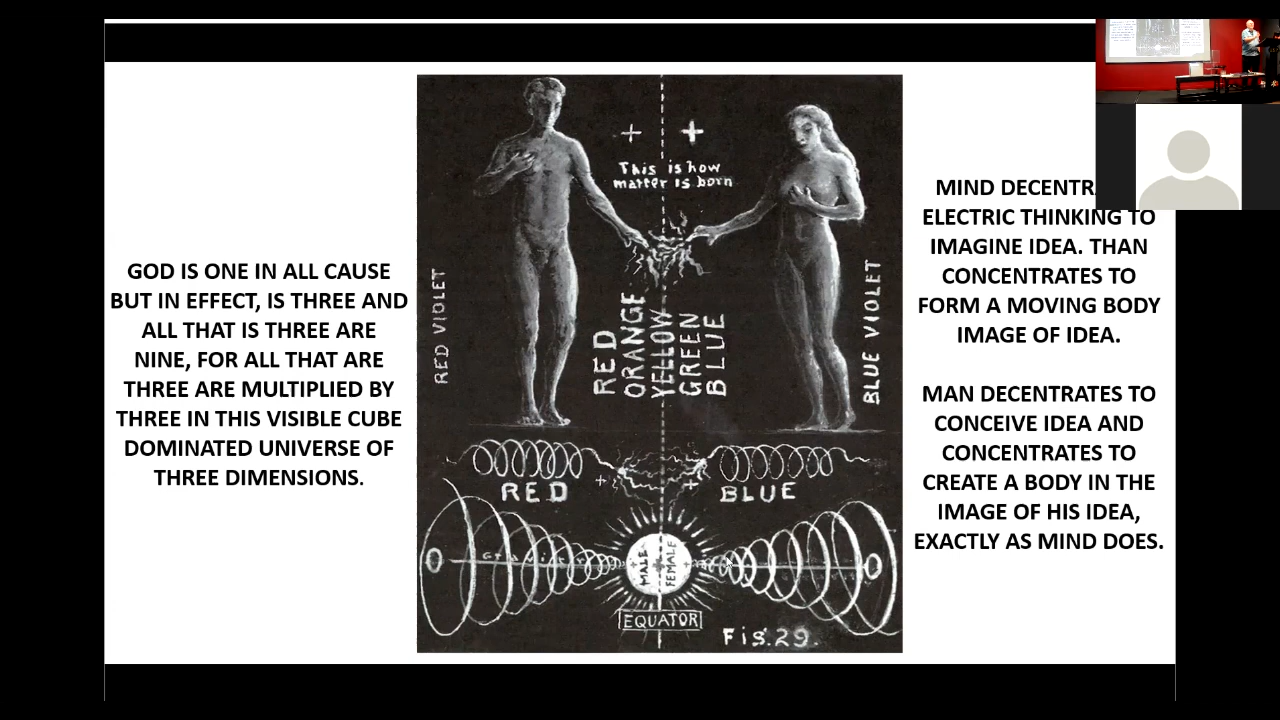 GOD IS ONE IN ALL CAUSE
BUT IN EFFECT, IS THREE AND
ALL THAT IS THREE ARE
NINE, FOR ALL THAT ARE
THREE ARE MULTIPLIED BY
THREE IN THIS VISIBLE CUBE
DOMINATED UNIVERSE OF
THREE DIMENSIONS.
+ +
This is how
matter is born
RED VIOLET
RED
ORANGE
YELLOW
GREEN
BLUE
BLUE VIOLET
+ +
RED
BLUE
O
Gravity
MALE
FEMALE
O
EQUATOR
Fig.29.
MIND
ELECTRIC THINKING TO
IMAGINE IDEA. THAN
CONCENTRATES TO
FORM A MOVING BODY
IMAGE OF IDEA.
MAN DECENTRATES TO
CONCEIVE IDEA AND
CONCENTRATES TO
CREATE A BODY IN THE
IMAGE OF HIS IDEA,
EXACTLY AS MIND DOES.